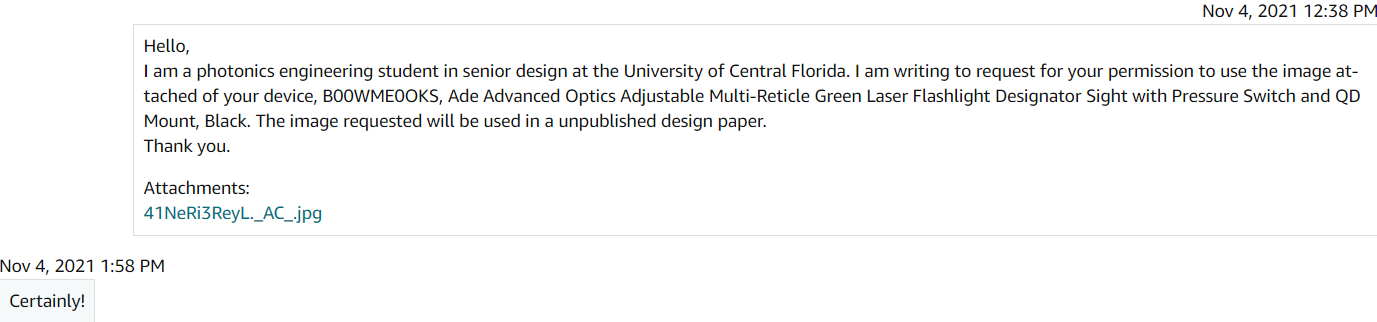 Nov 4, 2021 12:38 PM
Hello,
I am a photonics engineering student in senior design at the University of Central Florida. I am writing to request for your permission to use the image at-
tached of your device, B00WME0OKS, Ade Advanced Optics Adjustable Multi-Reticle Green Laser Flashlight Designator Sight with Pressure Switch and QD
Mount, Black. The image requested will be used in a unpublished design paper.
Thank you.
Attachments:
41NeRi3ReyL._AC_.jpg
Nov 4, 2021 1:58 PM
Certainly!